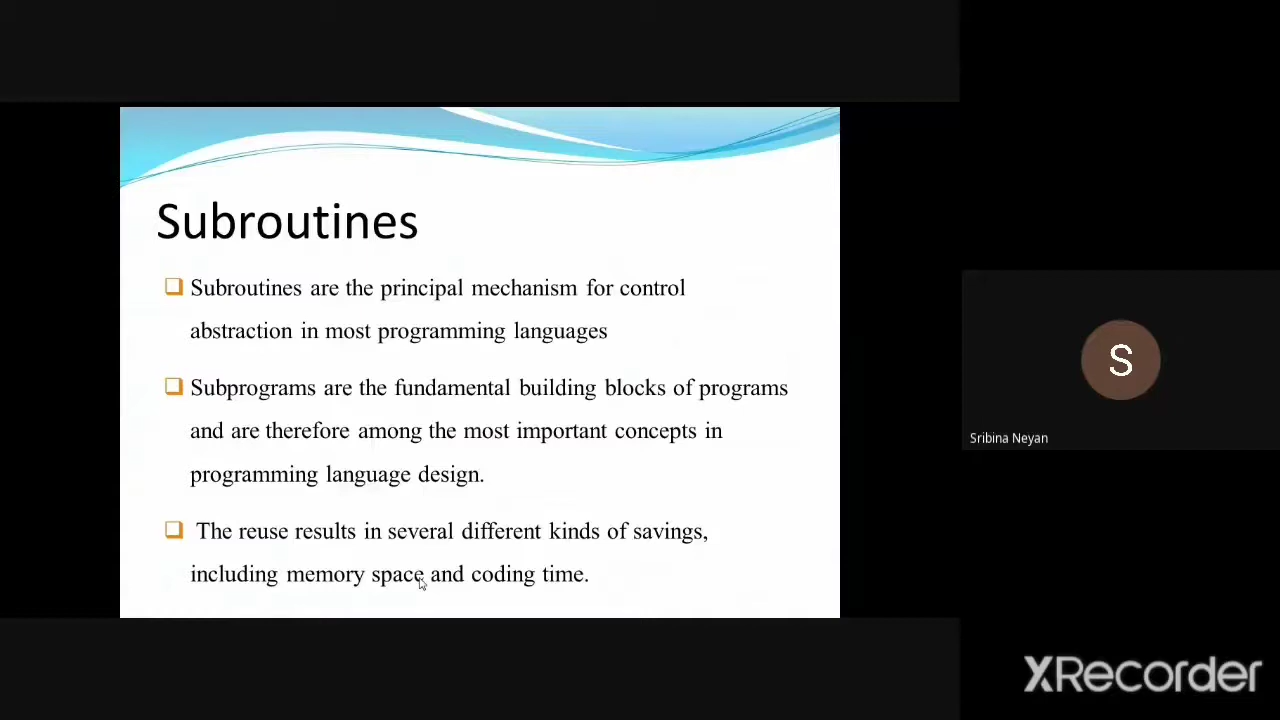 Subroutines
Subroutines are the principal mechanism for control
abstraction in most programming languages
Subprograms are the fundamental building blocks of programs
and are therefore among the most important concepts in
programming language design.
The reuse results in several different kinds of savings,
including memory space and coding time.
S
Sribina Neyan
XRecorder